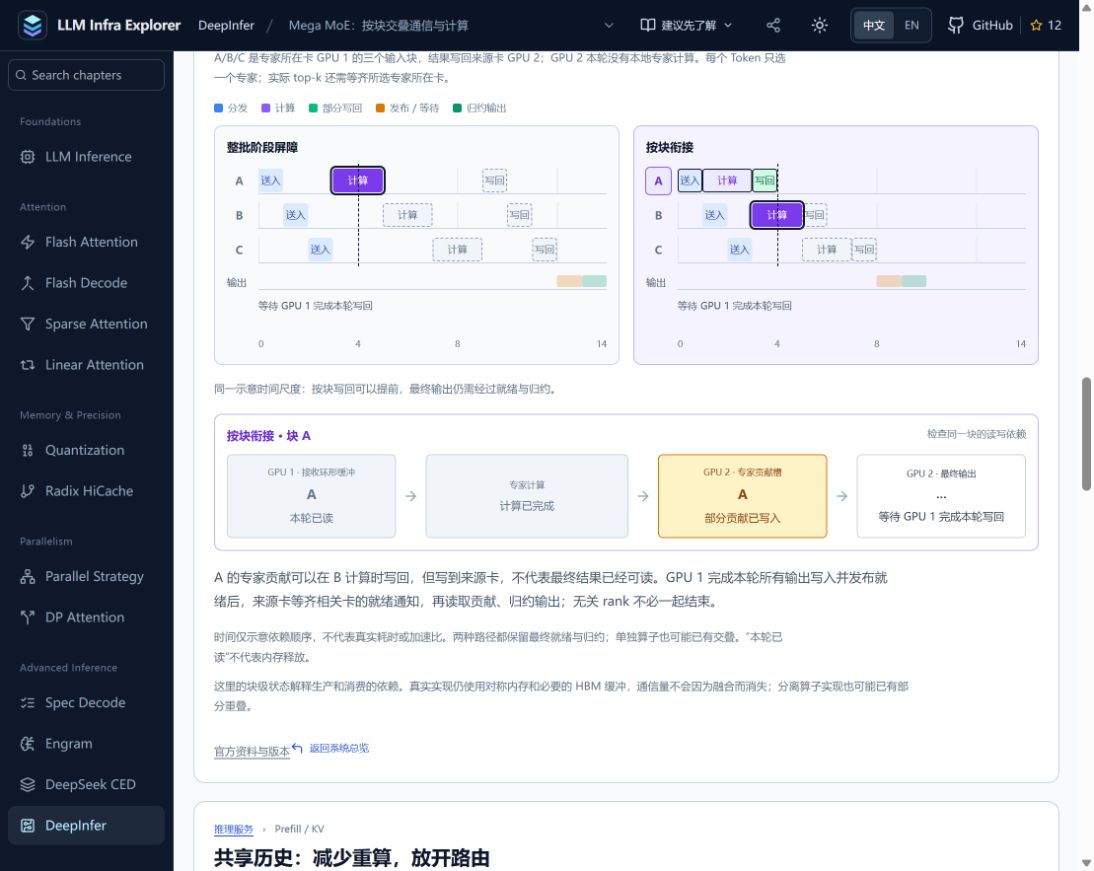 LLM Infra Explorer
DeepInfer / Mega MoE：按块交叠通信与计算
建议先了解
中文 EN
GitHub
12
Search chapters
Foundations
LLM Inference
Attention
Flash Attention
Flash Decode
Sparse Attention
Linear Attention
Memory & Precision
Quantization
Radix HiCache
Parallelism
Parallel Strategy
DP Attention
Advanced Inference
Spec Decode
Engram
DeepSeek CED
DeepInfer
A/B/C 是专家所在卡 GPU 1 的三个输入块，结果写回来源卡 GPU 2；GPU 2 本轮没有本地专家计算。每个 Token 只选
一个专家；实际 top-k 还需等齐所选专家所在卡。
分发 计算 部分写回 发布 / 等待 归约输出
整批阶段屏障
A 送入 计算 写回
B 送入 计算 写回
C 送入 计算 写回
输出
等待 GPU 1 完成本轮写回
0 4 8 14
按块衔接
A 送入 计算 写回
B 送入 计算 写回
C 送入 计算 写回
输出
等待 GPU 1 完成本轮写回
0 4 8 14
同一示意时间尺度：按块写回可以提前，最终输出仍需经过就绪与归约。
按块衔接 · 块 A
检查同一块的读写依赖
GPU 1 · 接收环形缓冲
A
本轮已读
专家计算
计算已完成
GPU 2 · 专家贡献槽
A
部分贡献已写入
GPU 2 · 最终输出
...
等待 GPU 1 完成本轮写回
A 的专家贡献可以在 B 计算时写回，但写到来源卡，不代表最终结果已经可读。GPU 1 完成本轮所有输出写入并发布就
绪后，来源卡等齐相关卡的就绪通知，再读取贡献、归约输出；无关 rank 不必一起结束。
时间仅示意依赖顺序，不代表真实耗时或加速比。两种路径都保留最终就绪与归约；单独算子也可能已有交叠。“本轮已
读”不代表内存释放。
这里的块级状态解释生产和消费的依赖。真实实现仍使用对称内存和必要的 HBM 缓冲，通信量不会因为融合而消失；分离算子实现也可能已有部
分重叠。
官方资料与版本 返回系统总览
推理服务 › Prefill / KV
共享历史：减少重算，放开路由